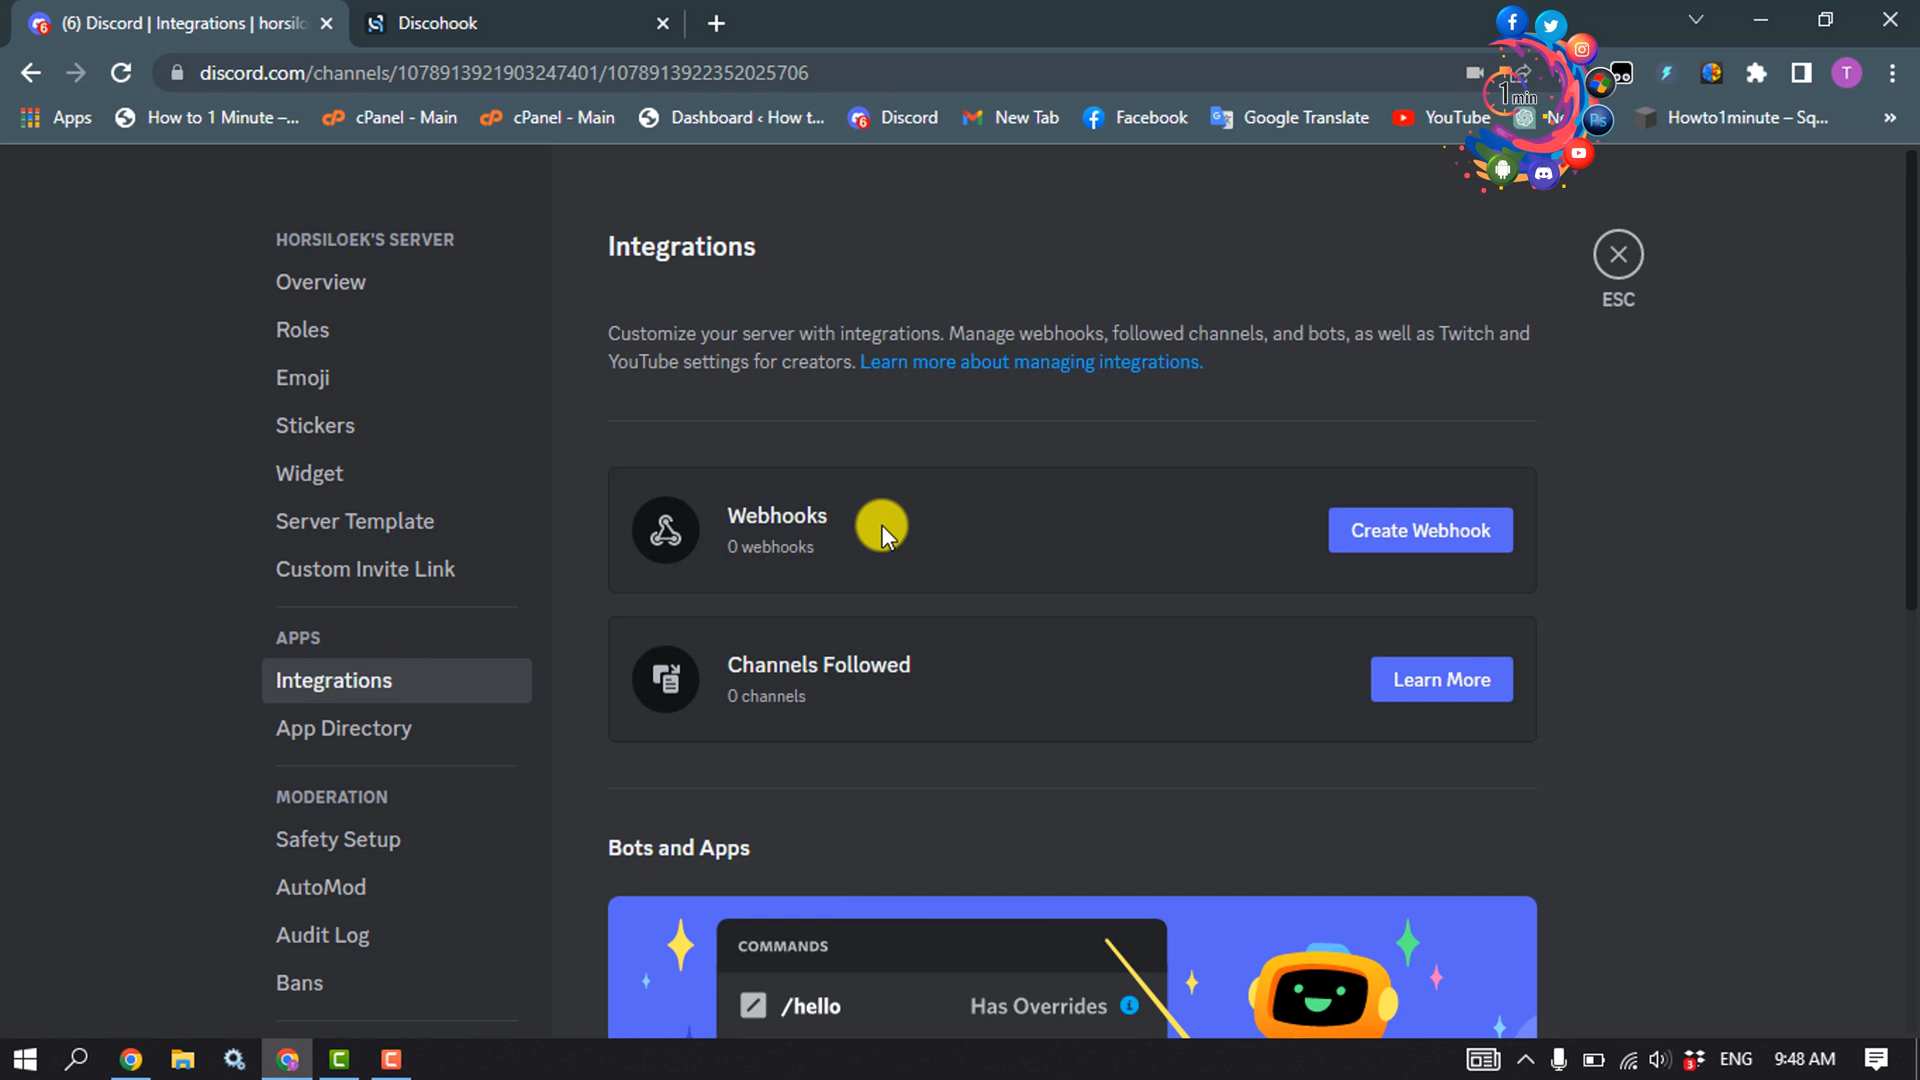 (6) Discord | Integrations | horsilo
Discohook
discord.com/channels/1078913921903247401/1078913922352025706
1 min
Apps
How to 1 Minute –...
cPanel - Main
cPanel - Main
Dashboard ‹ How t...
Discord
New Tab
Facebook
Google Translate
YouTube
Howto1minute – Sq...
HORSILOEK'S SERVER
Overview
Roles
Emoji
Stickers
Widget
Server Template
Custom Invite Link
APPS
Integrations
App Directory
MODERATION
Safety Setup
AutoMod
Audit Log
Bans
Integrations
ESC
Customize your server with integrations. Manage webhooks, followed channels, and bots, as well as Twitch and
YouTube settings for creators. Learn more about managing integrations.
Webhooks
0 webhooks
Create Webhook
Channels Followed
0 channels
Learn More
Bots and Apps
COMMANDS
/hello
Has Overrides
ENG
9:48 AM